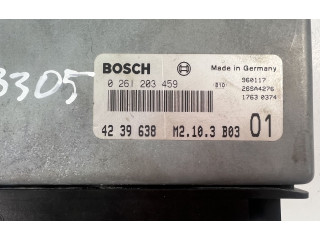 3305
BOSCH Made in Germany
0 261 203 459 010 960117
26SA4276
1763 0374
42 39 638 M2.10.3 B03 01